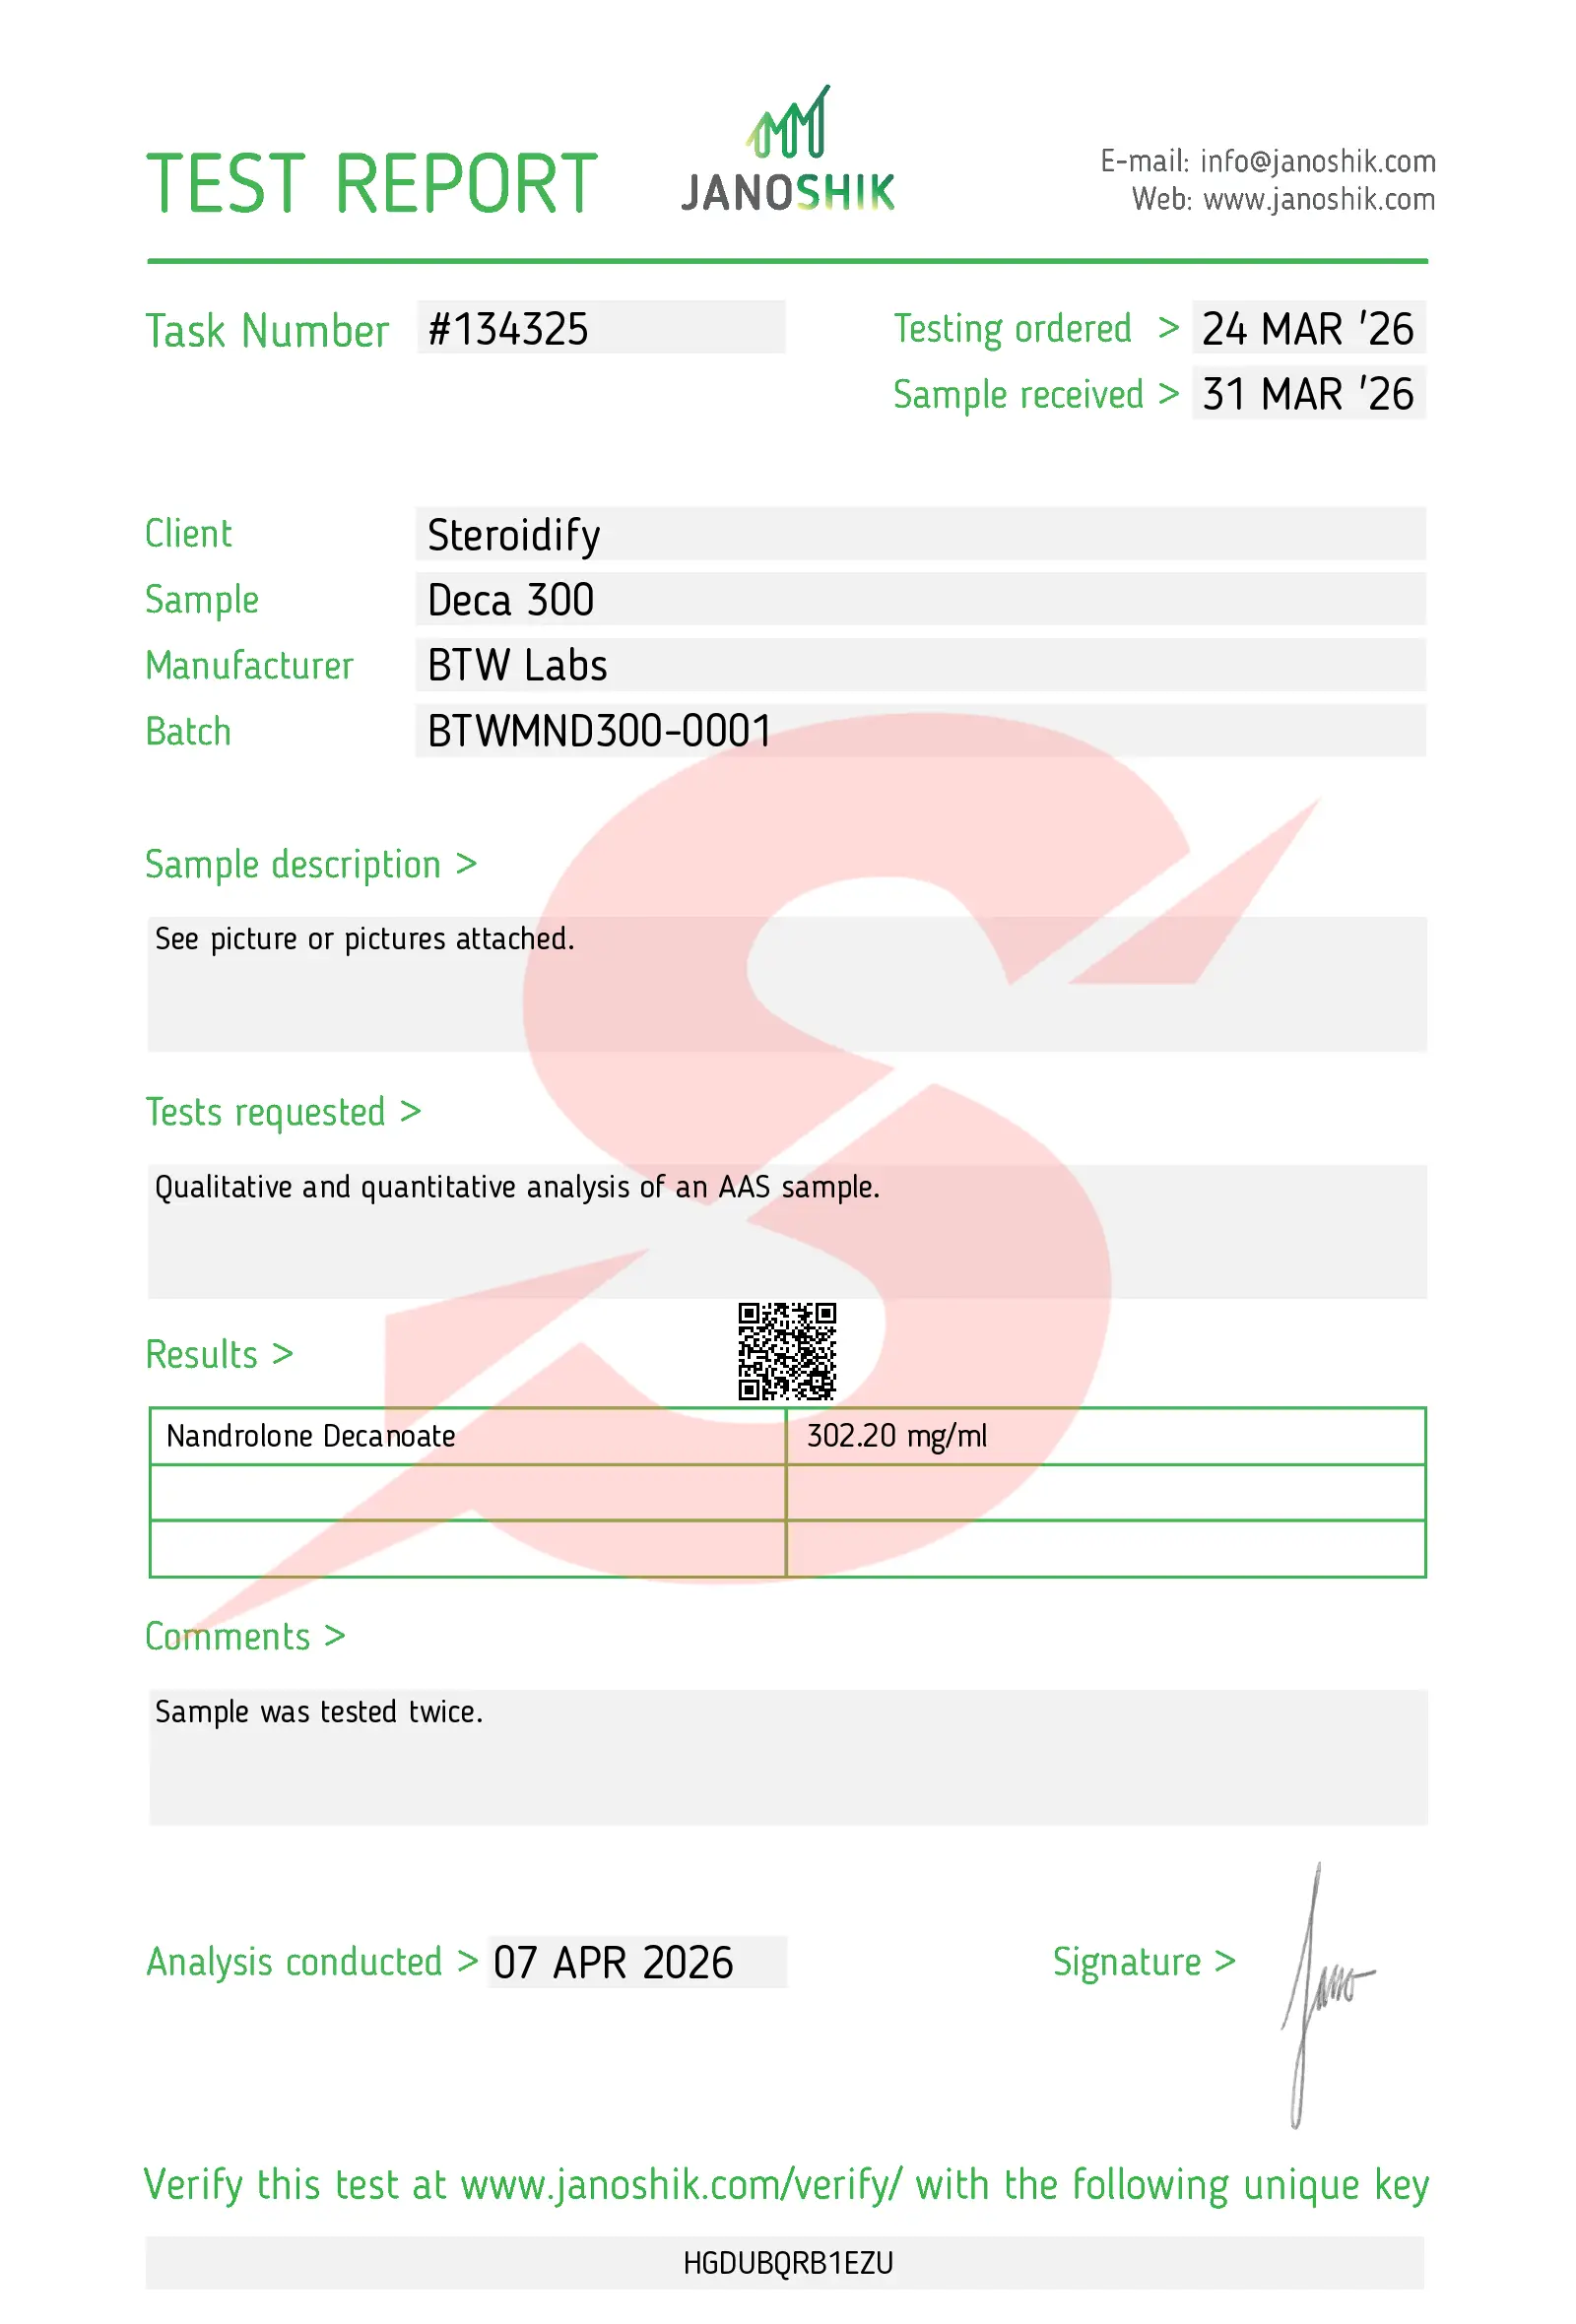 TEST REPORT
JANOSHIK
E-mail: info@janoshik.com
Web: www.janoshik.com
Task Number #134325
Testing ordered > 24 MAR '26
Sample received > 31 MAR '26
Client Steroidify
Sample Deca 300
Manufacturer BTW Labs
Batch BTWMND300-0001
Sample description >
See picture or pictures attached.
Tests requested >
Qualitative and quantitative analysis of an AAS sample.
Results >
Nandrolone Decanoate 302.20 mg/ml
Comments >
Sample was tested twice.
Analysis conducted > 07 APR 2026
Signature > Jano
Verify this test at www.janoshik.com/verify/ with the following unique key
HGDUBQRB1EZU